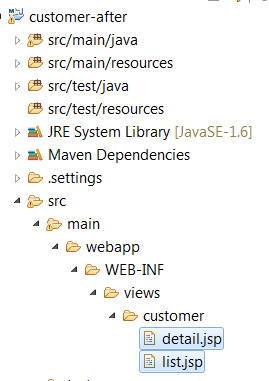 customer-after
src/main/java
src/main/resources
src/test/java
src/test/resources
JRE System Library [JavaSE-1.6]
Maven Dependencies
.settings
src
main
webapp
WEB-INF
views
customer
detail.jsp
list.jsp